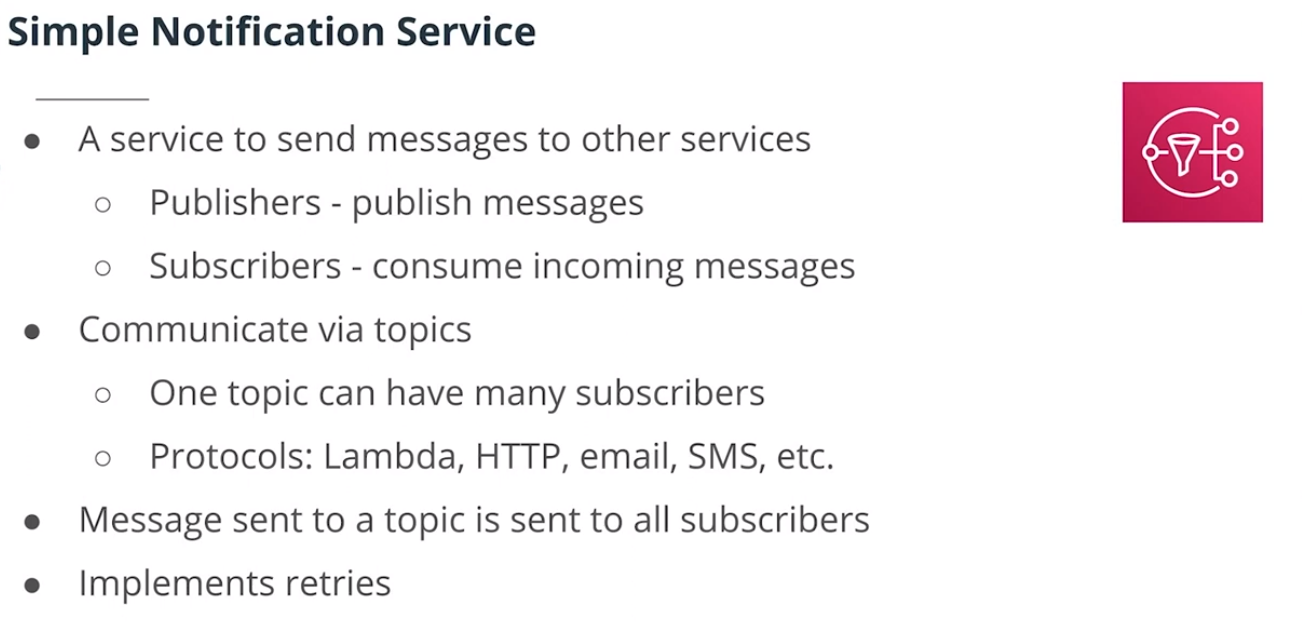 Simple Notification Service
● A service to send messages to other services
○ Publishers - publish messages
○ Subscribers - consume incoming messages
● Communicate via topics
○ One topic can have many subscribers
○ Protocols: Lambda, HTTP, email, SMS, etc.
● Message sent to a topic is sent to all subscribers
● Implements retries